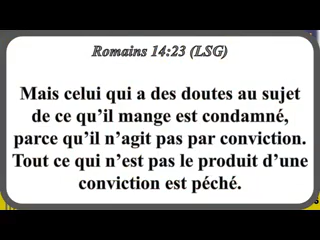 Romains 14:23 (LSG)
Mais celui qui a des doutes au sujet
de ce qu’il mange est condamné,
parce qu’il n’agit pas par conviction.
Tout ce qui n’est pas le produit d’une
conviction est péché.